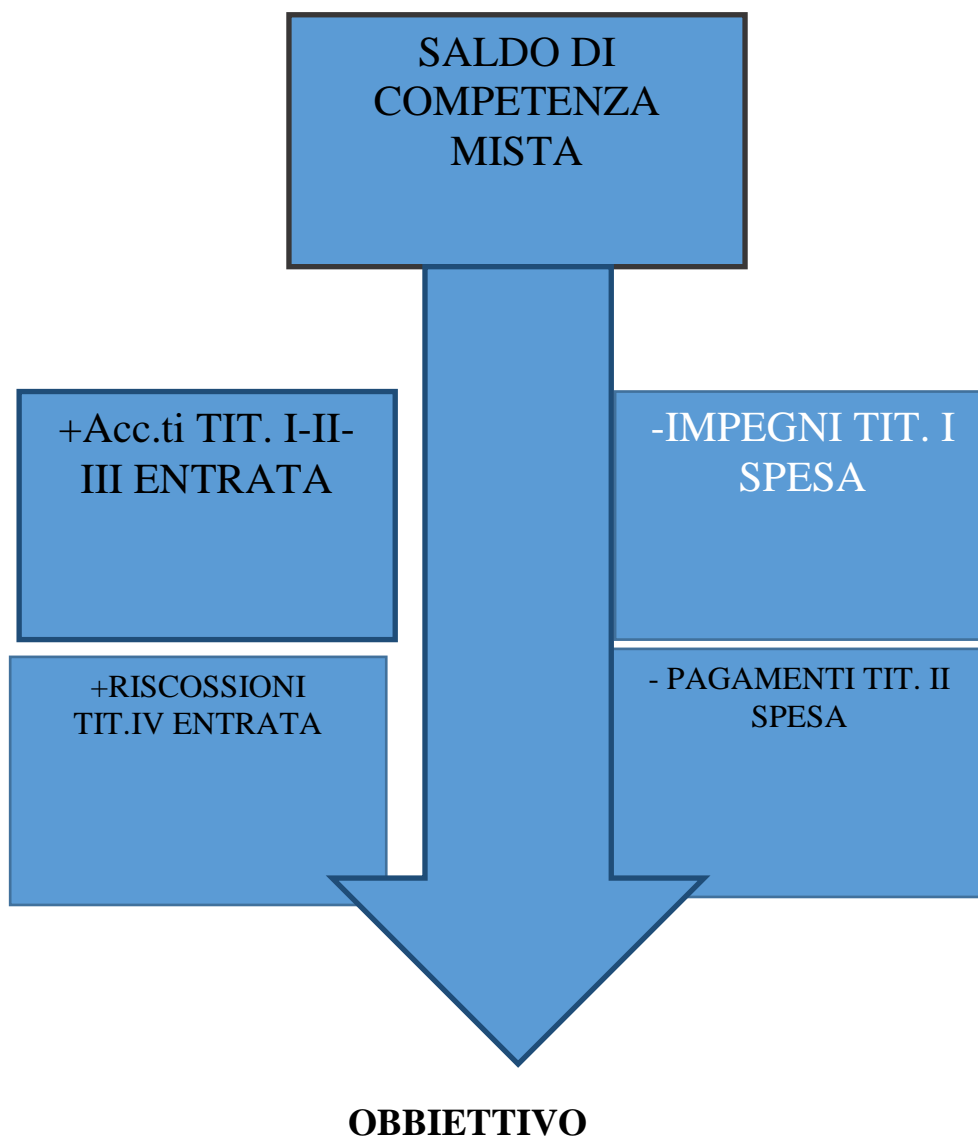 SALDO DI
COMPETENZA
MISTA
+Acc.ti TIT. I-II-
III ENTRATA
-IMPEGNI TIT. I
SPESA
+RISCOSSIONI
TIT.IV ENTRATA
- PAGAMENTI TIT. II
SPESA
OBBIETTIVO